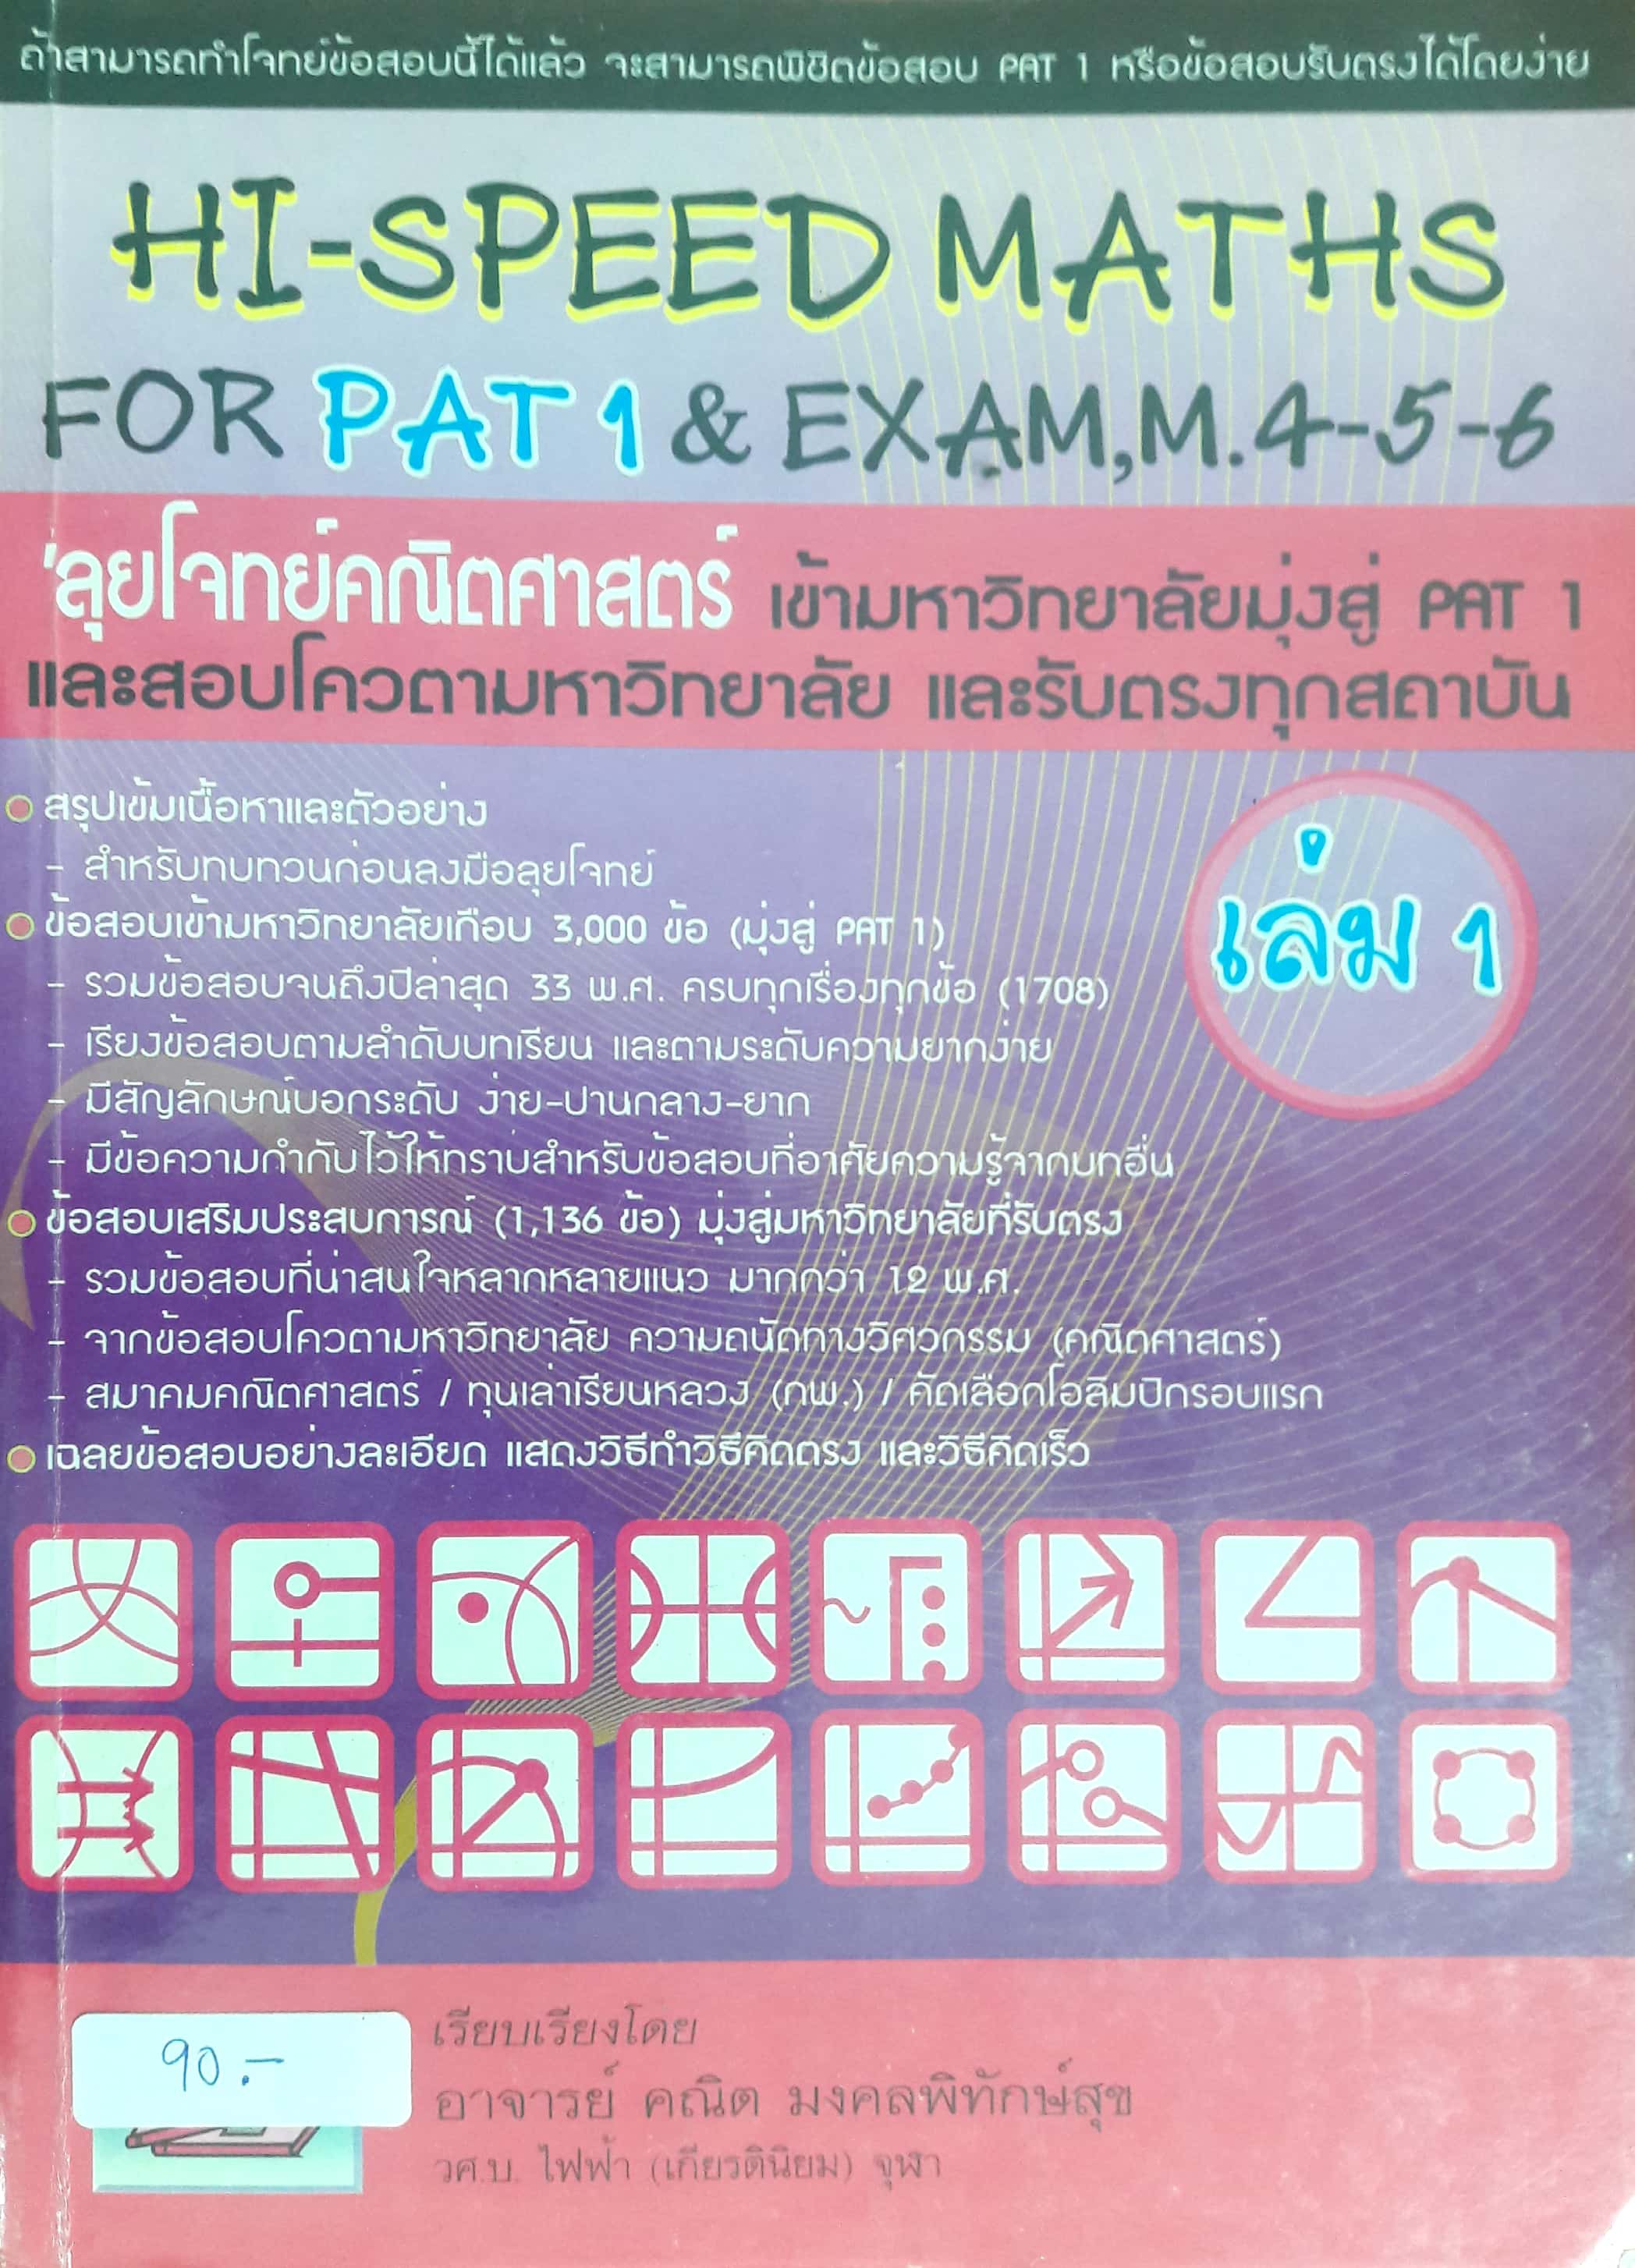 ถ้าสามารถทำโจทย์ข้อสอบนี้ได้แล้ว จะสามารถพิชิตข้อสอบ PAT 1 หรือข้อสอบรับตรงได้โดยง่าย
HI-SPEED MATHS
FOR PAT 1 & EXAM,M.4-5-6
'ลุยโจทย์คณิตศาสตร์ เข้ามหาวิทยาลัยมุ่งสู่ PAT 1
และสอบโควตามหาวิทยาลัย และรับตรงทุกสถาบัน
สรุปเข้มเนื้อหาและตัวอย่าง
- สำหรับทบทวนก่อนลงมือลุยโจทย์
เล่ม 1
ข้อสอบเข้ามหาวิทยาลัยเกือบ 3,000 ข้อ (มุ่งสู่ PAT 1)
- รวมข้อสอบจนถึงปีล่าสุด 33 พ.ศ. ครบทุกเรื่องทุกข้อ (1708)
- เรียงข้อสอบตามลำดับบทเรียน และตามระดับความยากง่าย
- มีสัญลักษณ์บอกระดับ ง่าย-ปานกลาง-ยาก
- มีข้อความกำกับไว้ให้ทราบสำหรับข้อสอบที่อาศัยความรู้จากบทอื่น
ข้อสอบเสริมประสบการณ์ (1,136 ข้อ) มุ่งสู่มหาวิทยาลัยที่รับตรง
- รวมข้อสอบที่น่าสนใจหลากหลายแนว มากกว่า 12 พ.ศ.
- จากข้อสอบโควตามหาวิทยาลัย ความถนัดทางวิศวกรรม (คณิตศาสตร์)
- สมาคมคณิตศาสตร์ / ทุนเล่าเรียนหลวง (กพ.) / คัดเลือกโอลิมปิกรอบแรก
เฉลยข้อสอบอย่างละเอียด แสดงวิธีทำวิธีคิดตรง และวิธีคิดเร็ว
90.-
เรียบเรียงโดย
อาจารย์ คณิต มงคลพิทักษ์สุข
วศ.บ. ไฟฟ้า (เกียรตินิยม) จุฬา